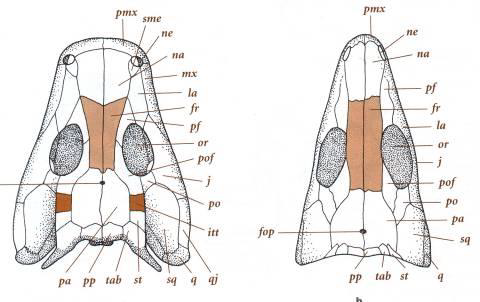 pmx
sme
ne
na
mx
la
fr
pf
or
pof
j
po
itt
pa
pp
tab
st
sq
q
qj
pmx
ne
na
pf
fr
la
or
j
pof
po
pa
sq
fop
pp
tab
st
q